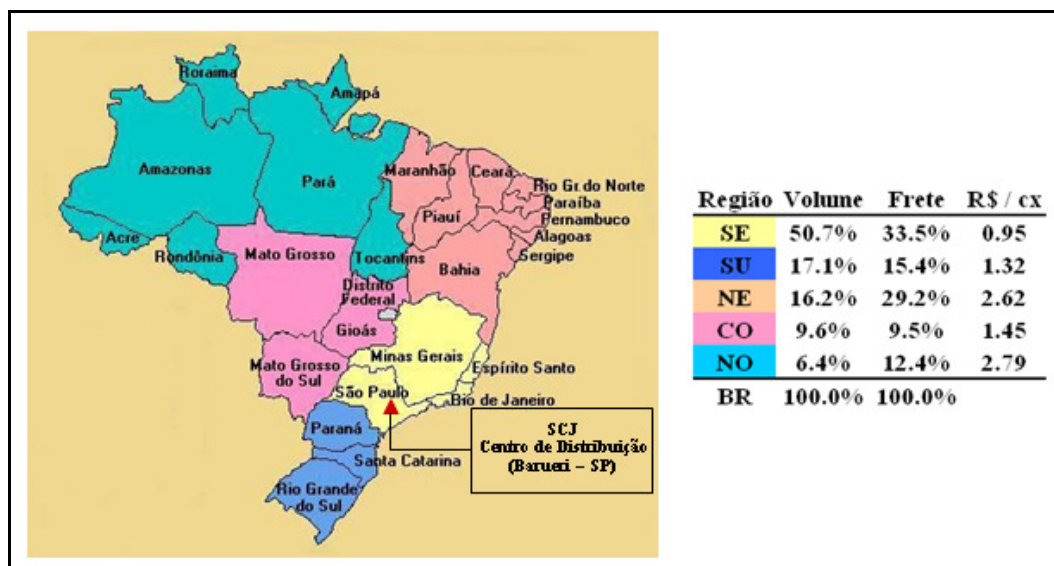 Roraima
Amapá
Amazonas
Pará
Maranhão
Ceará
Rio Gr. do Norte
Paraíba
Pernambuco
Alagoas
Sergipe
Piauí
Acre
Rondônia
Mato Grosso
Tocantins
Bahia
Distrito
Federal
Gioás
Minas Gerais
Espírito Santo
Mato Grosso
do Sul
São Paulo
Rio de Janeiro
Paraná
Santa Catarina
Rio Grande
do Sul
SCJ
Centro de Distribuição
(Barueri – SP)
Região Volume Frete R$ / cx
SE 50.7% 33.5% 0.95
SU 17.1% 15.4% 1.32
NE 16.2% 29.2% 2.62
CO 9.6% 9.5% 1.45
NO 6.4% 12.4% 2.79
BR 100.0% 100.0%